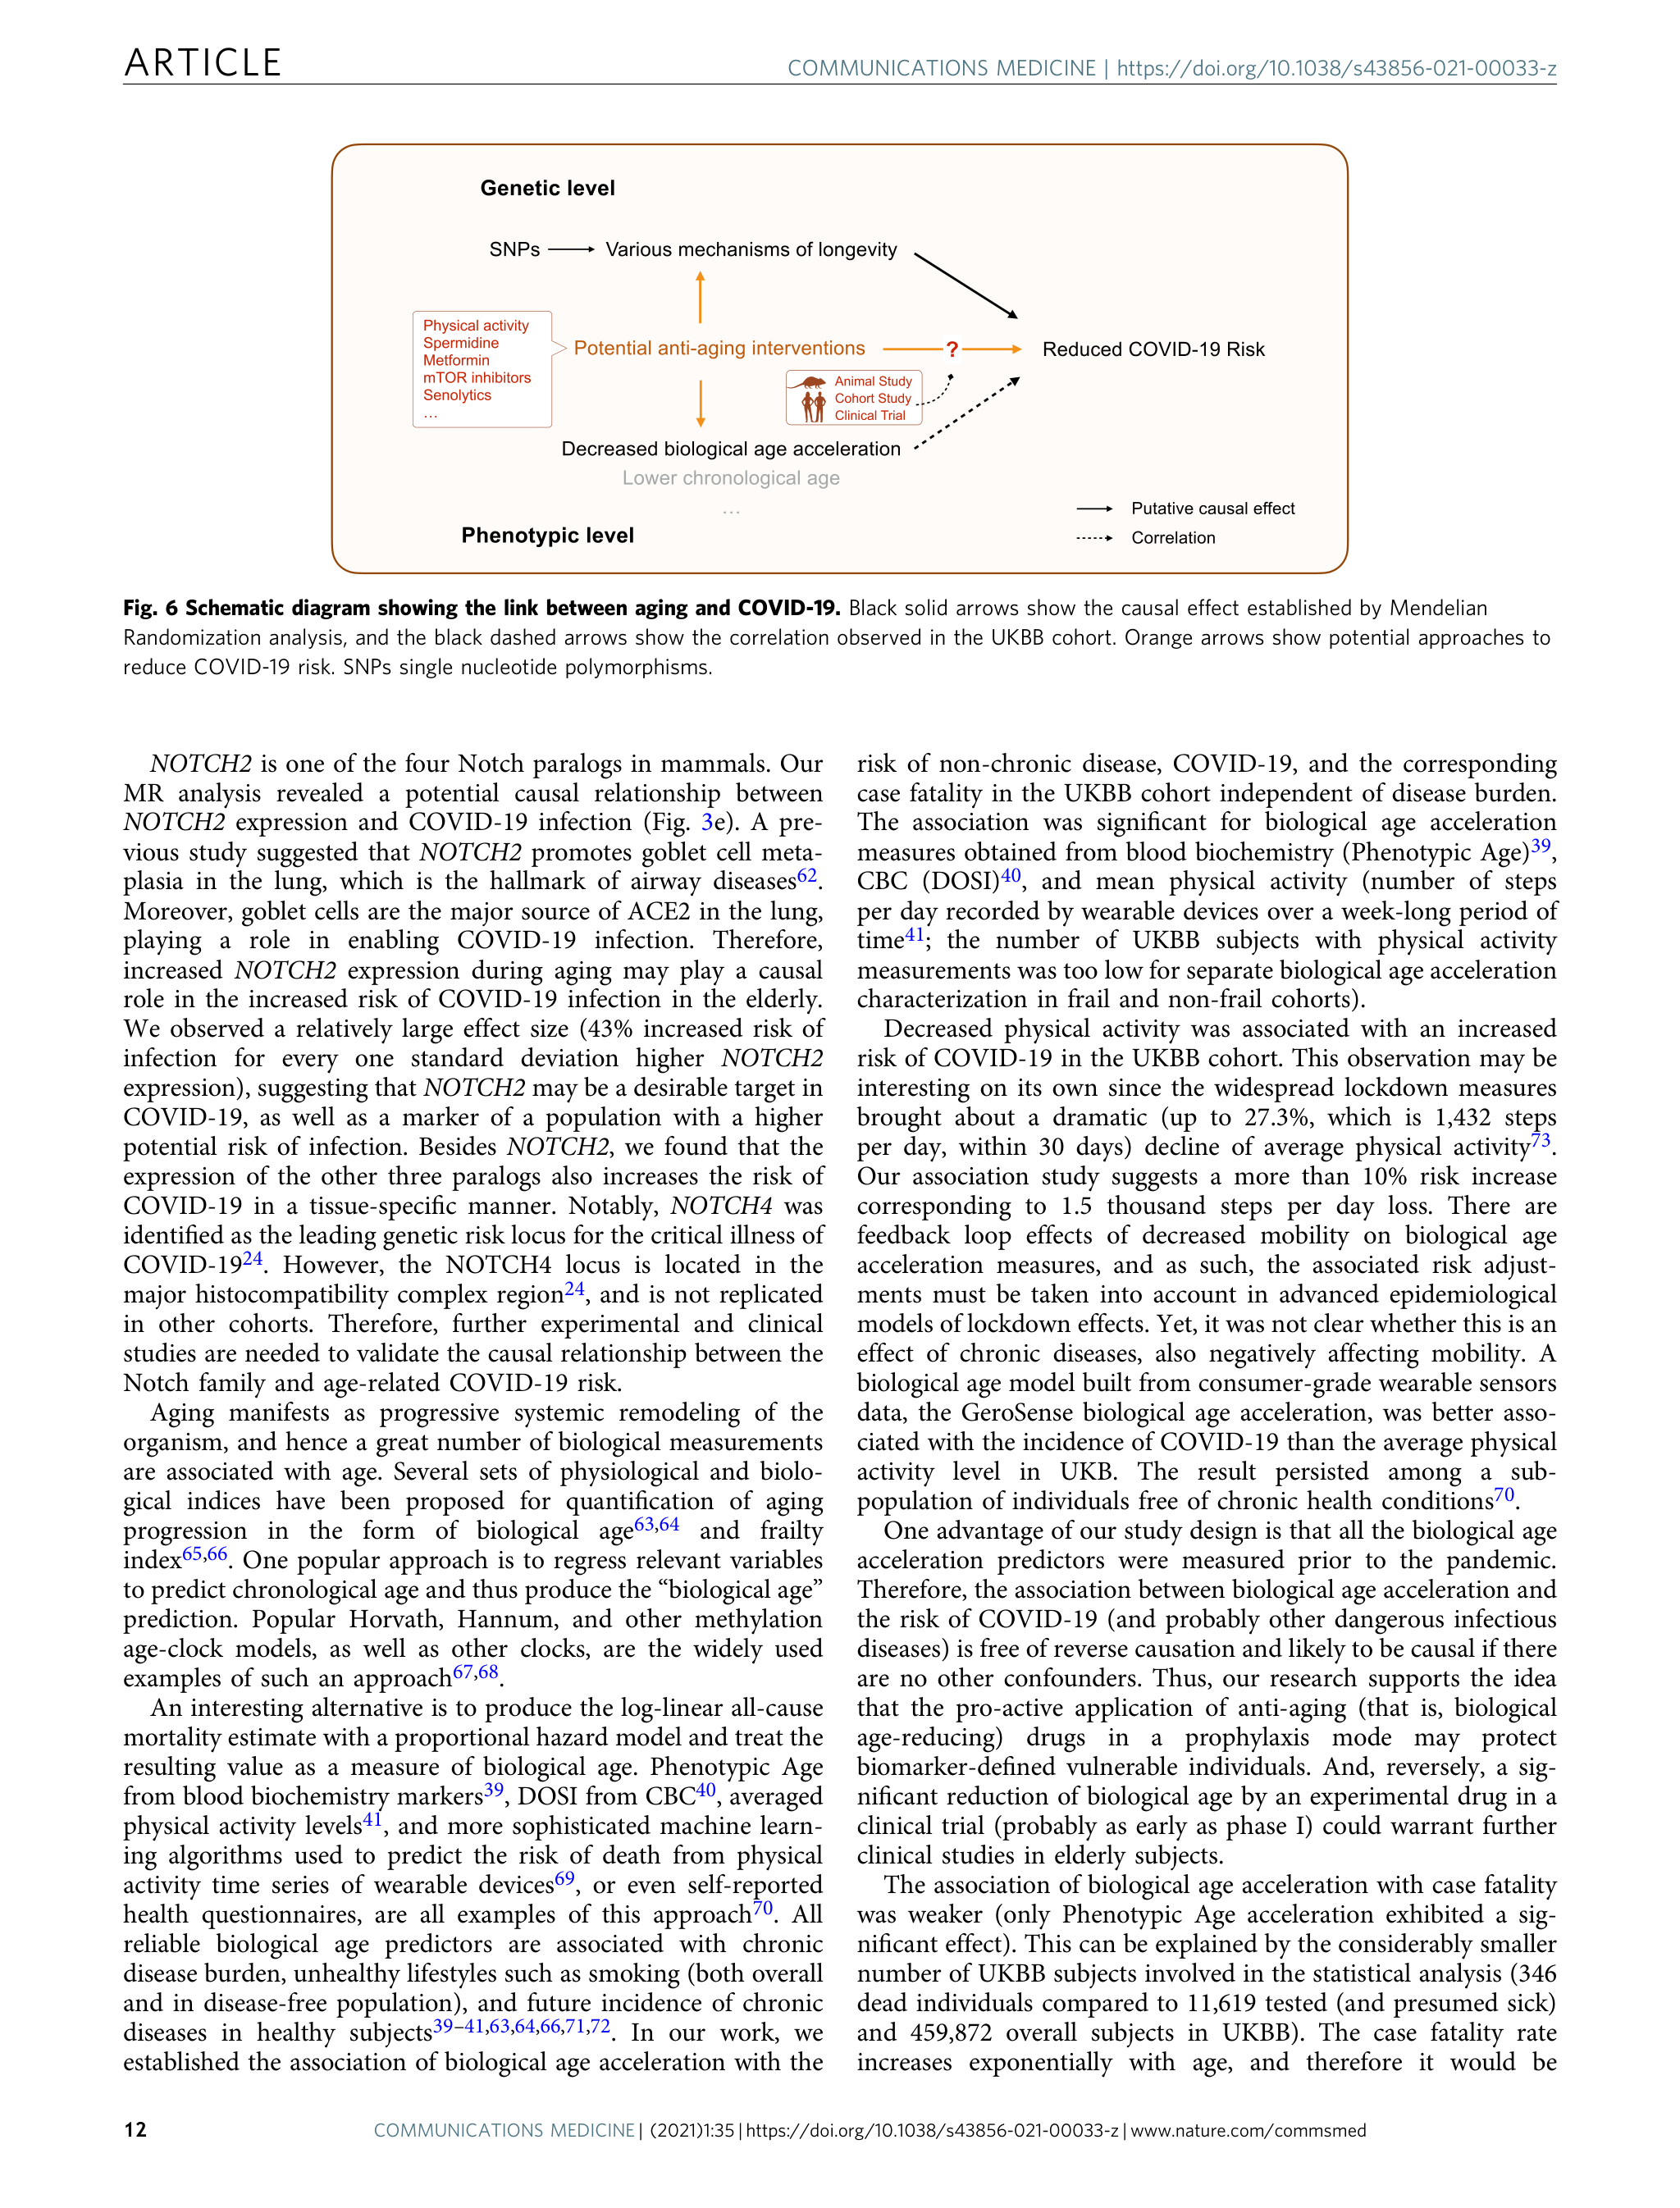 ARTICLE
COMMUNICATIONS MEDICINE | https://doi.org/10.1038/s43856-021-00033-z
Genetic level
SNPs
Various mechanisms of longevity
Physical activity
Spermidine
Metformin
mTOR inhibitors
Senolytics
...
Potential anti-aging interventions
?
Reduced COVID-19 Risk
Animal Study
Cohort Study
Clinical Trial
Decreased biological age acceleration
Lower chronological age
...
Phenotypic level
Putative causal effect
Correlation
Fig. 6 Schematic diagram showing the link between aging and COVID-19. Black solid arrows show the causal effect established by Mendelian
Randomization analysis, and the black dashed arrows show the correlation observed in the UKBB cohort. Orange arrows show potential approaches to
reduce COVID-19 risk. SNPs single nucleotide polymorphisms.
NOTCH2 is one of the four Notch paralogs in mammals. Our
MR analysis revealed a potential causal relationship between
NOTCH2 expression and COVID-19 infection (Fig. 3e). A pre-
vious study suggested that NOTCH2 promotes goblet cell meta-
plasia in the lung, which is the hallmark of airway diseases62.
Moreover, goblet cells are the major source of ACE2 in the lung,
playing a role in enabling COVID-19 infection. Therefore,
increased NOTCH2 expression during aging may play a causal
role in the increased risk of COVID-19 infection in the elderly.
We observed a relatively large effect size (43% increased risk of
infection for every one standard deviation higher NOTCH2
expression), suggesting that NOTCH2 may be a desirable target in
COVID-19, as well as a marker of a population with a higher
potential risk of infection. Besides NOTCH2, we found that the
expression of the other three paralogs also increases the risk of
COVID-19 in a tissue-specific manner. Notably, NOTCH4 was
identified as the leading genetic risk locus for the critical illness of
COVID-1924. However, the NOTCH4 locus is located in the
major histocompatibility complex region24, and is not replicated
in other cohorts. Therefore, further experimental and clinical
studies are needed to validate the causal relationship between the
Notch family and age-related COVID-19 risk.
Aging manifests as progressive systemic remodeling of the
organism, and hence a great number of biological measurements
are associated with age. Several sets of physiological and biolo-
gical indices have been proposed for quantification of aging
progression in the form of biological age63,64 and frailty
index65,66. One popular approach is to regress relevant variables
to predict chronological age and thus produce the “biological age”
prediction. Popular Horvath, Hannum, and other methylation
age-clock models, as well as other clocks, are the widely used
examples of such an approach67,68.
An interesting alternative is to produce the log-linear all-cause
mortality estimate with a proportional hazard model and treat the
resulting value as a measure of biological age. Phenotypic Age
from blood biochemistry markers39, DOSI from CBC40, averaged
physical activity levels41, and more sophisticated machine learn-
ing algorithms used to predict the risk of death from physical
activity time series of wearable devices69, or even self-reported
health questionnaires, are all examples of this approach70. All
reliable biological age predictors are associated with chronic
disease burden, unhealthy lifestyles such as smoking (both overall
and in disease-free population), and future incidence of chronic
diseases in healthy subjects39–41,63,64,66,71,72. In our work, we
established the association of biological age acceleration with the
risk of non-chronic disease, COVID-19, and the corresponding
case fatality in the UKBB cohort independent of disease burden.
The association was significant for biological age acceleration
measures obtained from blood biochemistry (Phenotypic Age)39,
CBC (DOSI)40, and mean physical activity (number of steps
per day recorded by wearable devices over a week-long period of
time41; the number of UKBB subjects with physical activity
measurements was too low for separate biological age acceleration
characterization in frail and non-frail cohorts).
Decreased physical activity was associated with an increased
risk of COVID-19 in the UKBB cohort. This observation may be
interesting on its own since the widespread lockdown measures
brought about a dramatic (up to 27.3%, which is 1,432 steps
per day, within 30 days) decline of average physical activity73.
Our association study suggests a more than 10% risk increase
corresponding to 1.5 thousand steps per day loss. There are
feedback loop effects of decreased mobility on biological age
acceleration measures, and as such, the associated risk adjust-
ments must be taken into account in advanced epidemiological
models of lockdown effects. Yet, it was not clear whether this is an
effect of chronic diseases, also negatively affecting mobility. A
biological age model built from consumer-grade wearable sensors
data, the GeroSense biological age acceleration, was better asso-
ciated with the incidence of COVID-19 than the average physical
activity level in UKB. The result persisted among a sub-
population of individuals free of chronic health conditions70.
One advantage of our study design is that all the biological age
acceleration predictors were measured prior to the pandemic.
Therefore, the association between biological age acceleration and
the risk of COVID-19 (and probably other dangerous infectious
diseases) is free of reverse causation and likely to be causal if there
are no other confounders. Thus, our research supports the idea
that the pro-active application of anti-aging (that is, biological
age-reducing) drugs in a prophylaxis mode may protect
biomarker-defined vulnerable individuals. And, reversely, a sig-
nificant reduction of biological age by an experimental drug in a
clinical trial (probably as early as phase I) could warrant further
clinical studies in elderly subjects.
The association of biological age acceleration with case fatality
was weaker (only Phenotypic Age acceleration exhibited a sig-
nificant effect). This can be explained by the considerably smaller
number of UKBB subjects involved in the statistical analysis (346
dead individuals compared to 11,619 tested (and presumed sick)
and 459,872 overall subjects in UKBB). The case fatality rate
increases exponentially with age, and therefore it would be
12
COMMUNICATIONS MEDICINE | (2021)1:35 | https://doi.org/10.1038/s43856-021-00033-z | www.nature.com/commsmed